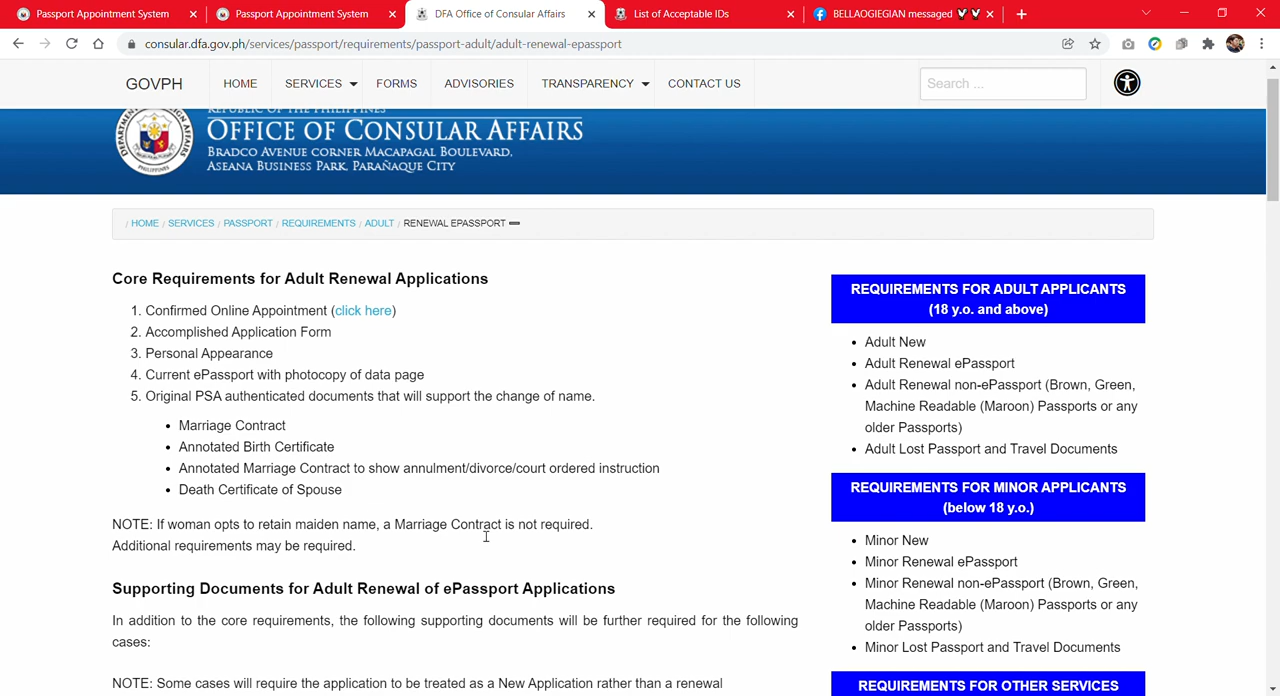 Passport Appointment System
Passport Appointment System
DFA Office of Consular Affairs
List of Acceptable IDs
BELLAOGIEGIAN messaged
consular.dfa.gov.ph/services/passport/requirements/passport-adult/adult-renewal-epassport
GOVPH HOME SERVICES FORMS ADVISORIES TRANSPARENCY CONTACT US Search ...
REPUBLIC OF THE PHILIPPINES
OFFICE OF CONSULAR AFFAIRS
BRADCO AVENUE CORNER MACAPAGAL BOULEVARD,
ASEANA BUSINESS PARK, PARAÑAQUE CITY
/ HOME / SERVICES / PASSPORT / REQUIREMENTS / ADULT / RENEWAL EPASSPORT
Core Requirements for Adult Renewal Applications
1. Confirmed Online Appointment (click here)
2. Accomplished Application Form
3. Personal Appearance
4. Current ePassport with photocopy of data page
5. Original PSA authenticated documents that will support the change of name.
• Marriage Contract
• Annotated Birth Certificate
• Annotated Marriage Contract to show annulment/divorce/court ordered instruction
• Death Certificate of Spouse
NOTE: If woman opts to retain maiden name, a Marriage Contract is not required.
Additional requirements may be required.
Supporting Documents for Adult Renewal of ePassport Applications
In addition to the core requirements, the following supporting documents will be further required for the following
cases:
NOTE: Some cases will require the application to be treated as a New Application rather than a renewal
REQUIREMENTS FOR ADULT APPLICANTS
(18 y.o. and above)
• Adult New
• Adult Renewal ePassport
• Adult Renewal non-ePassport (Brown, Green,
Machine Readable (Maroon) Passports or any
older Passports)
• Adult Lost Passport and Travel Documents
REQUIREMENTS FOR MINOR APPLICANTS
(below 18 y.o.)
• Minor New
• Minor Renewal ePassport
• Minor Renewal non-ePassport (Brown, Green,
Machine Readable (Maroon) Passports or any
older Passports)
• Minor Lost Passport and Travel Documents
REQUIREMENTS FOR OTHER SERVICES